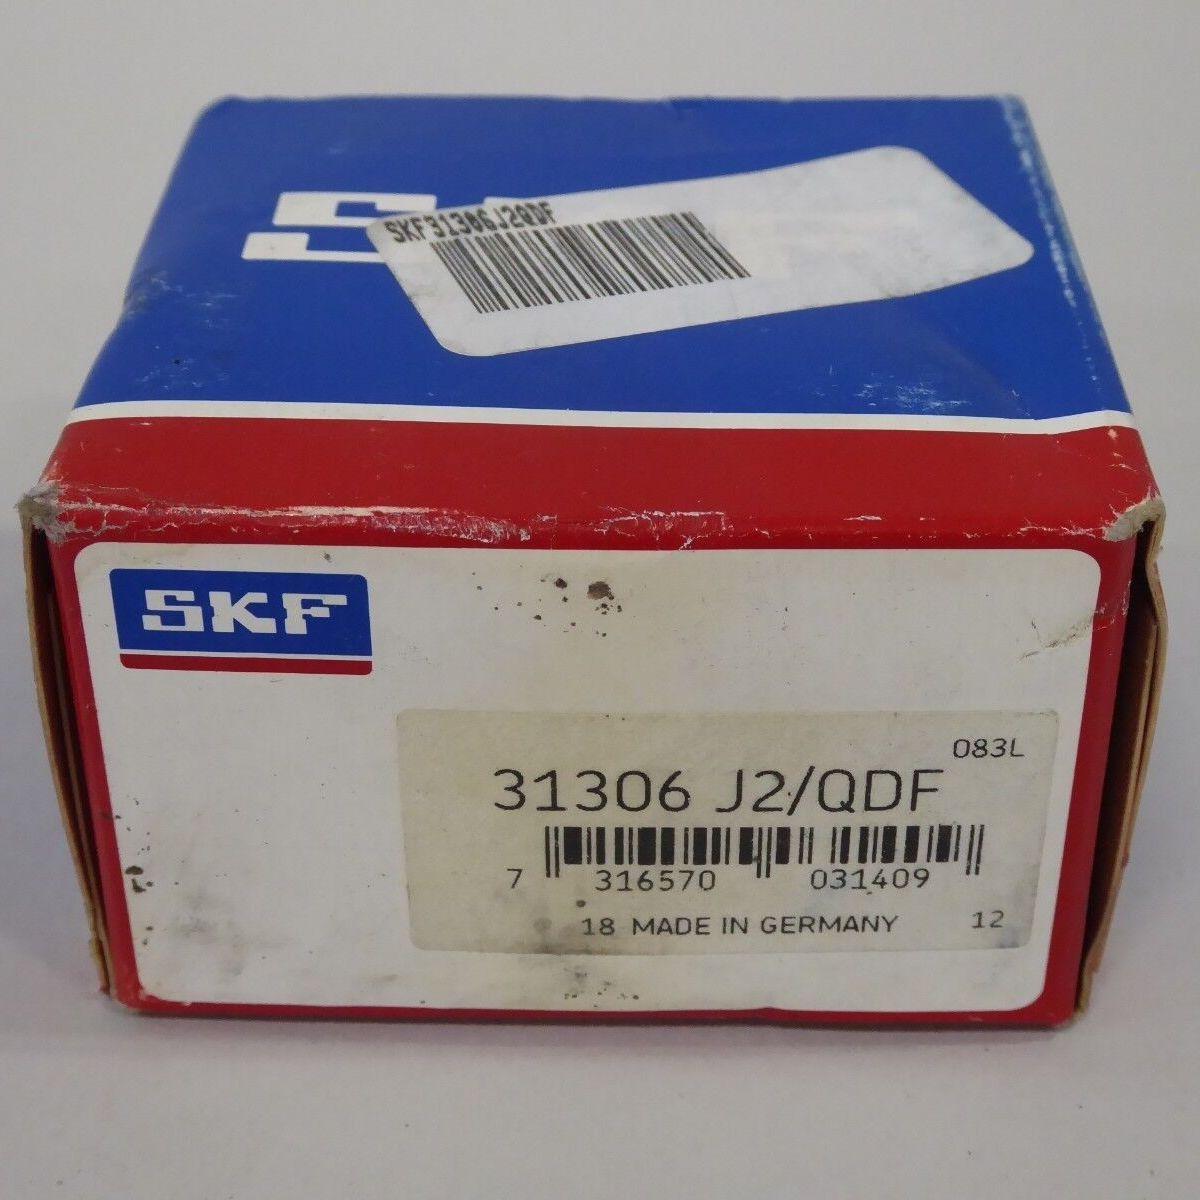 SKF31306J2QDF
SKF
083L
31306 J2/QDF
7 316570 031409
18 MADE IN GERMANY 12